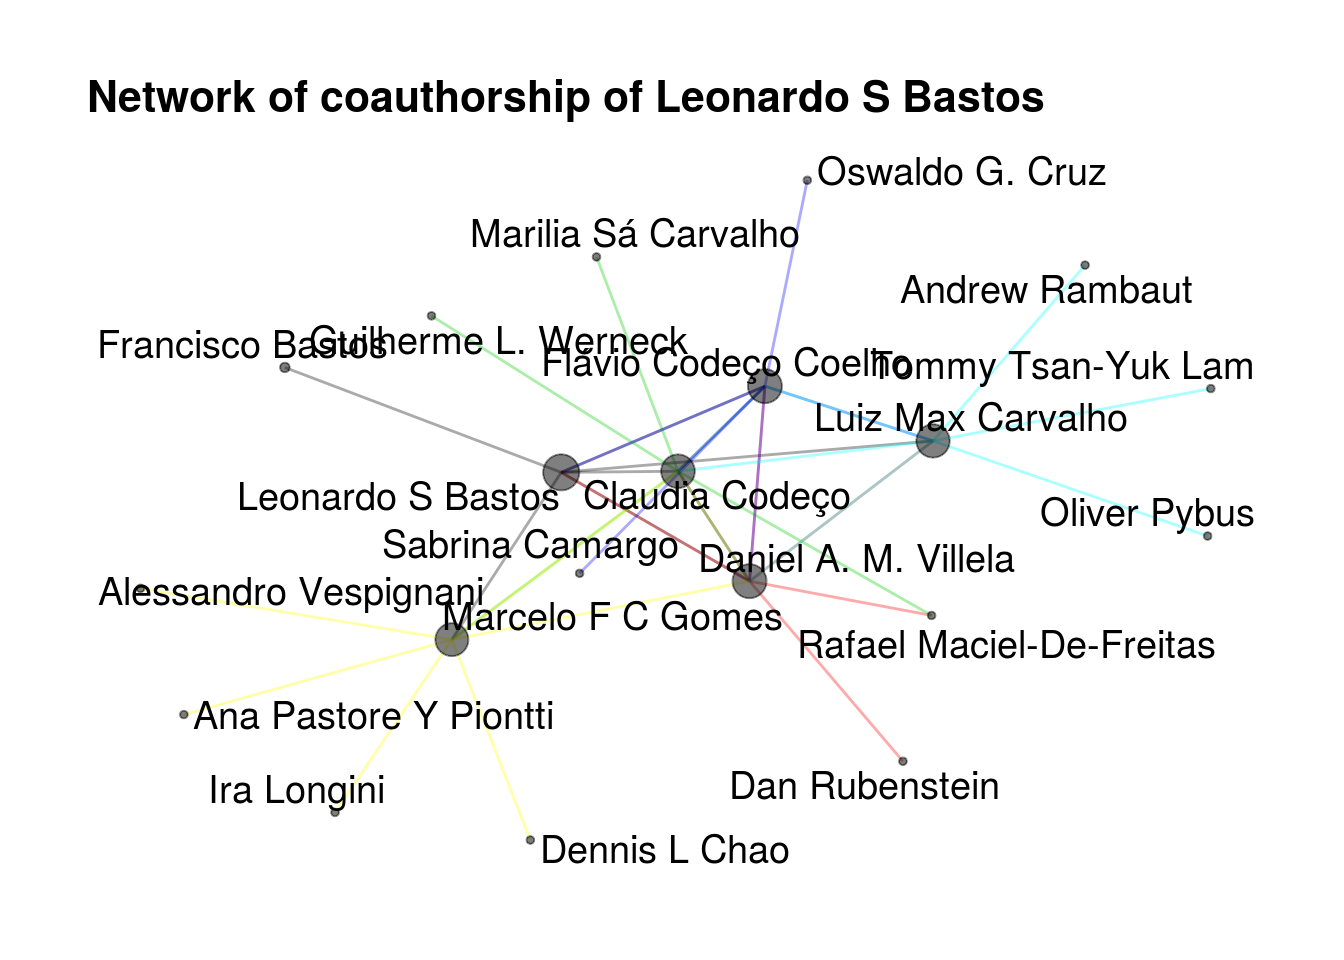 Network of coauthorship of Leonardo S Bastos
Oswaldo G. Cruz
Marilia Sá Carvalho
Andrew Rambaut
Francisco Bastos
Guilherme L. Werneck
Flávio Codeço Coelho
Tommy Tsan-Yuk Lam
Luiz Max Carvalho
Leonardo S Bastos
Claudia Codeço
Oliver Pybus
Sabrina Camargo
Daniel A. M. Villela
Alessandro Vespignani
Marcelo F C Gomes
Rafael Maciel-De-Freitas
Ana Pastore Y Piontti
Ira Longini
Dan Rubenstein
Dennis L Chao